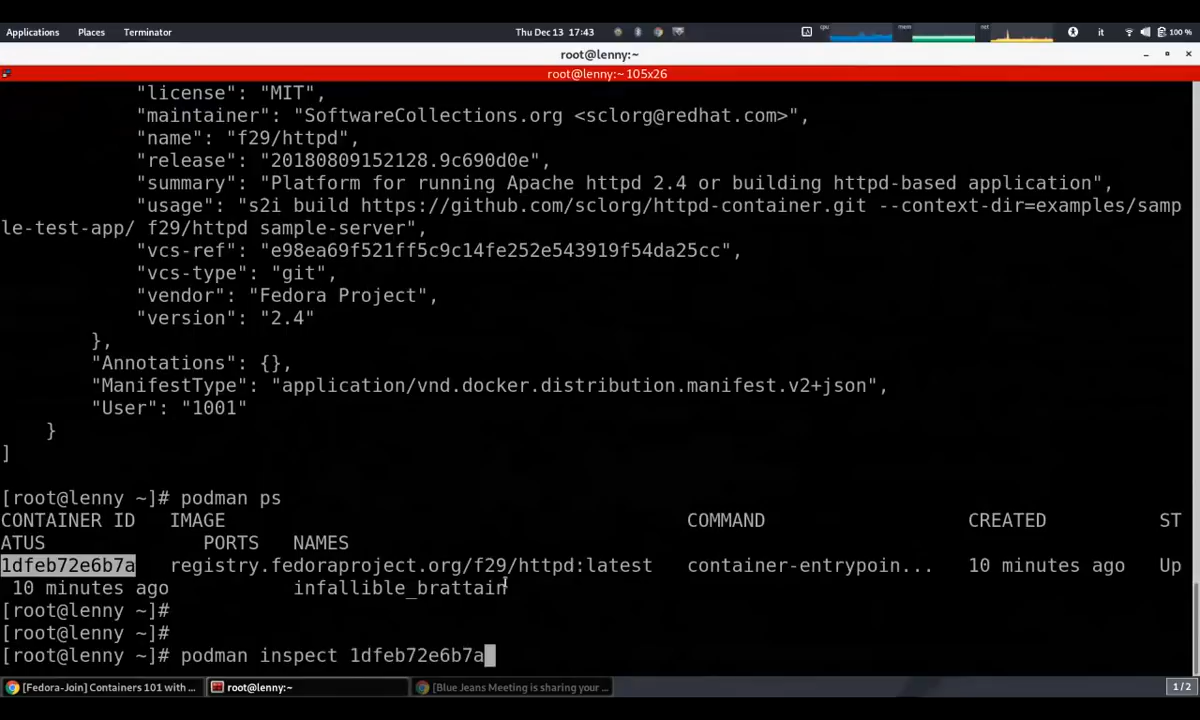 Applications Places Terminator Thu Dec 13 17:43 cpu mem net it 100 %
root@lenny:~
root@lenny:~ 105x26
"license": "MIT",
"maintainer": "SoftwareCollections.org <sclorg@redhat.com>",
"name": "f29/httpd",
"release": "20180809152128.9c690d0e",
"summary": "Platform for running Apache httpd 2.4 or building httpd-based application",
"usage": "s2i build https://github.com/sclorg/httpd-container.git --context-dir=examples/samp
le-test-app/ f29/httpd sample-server",
"vcs-ref": "e98ea69f521ff5c9c14fe252e543919f54da25cc",
"vcs-type": "git",
"vendor": "Fedora Project",
"version": "2.4"
},
"Annotations": {},
"ManifestType": "application/vnd.docker.distribution.manifest.v2+json",
"User": "1001"
}
]
[root@lenny ~]# podman ps
CONTAINER ID IMAGE COMMAND CREATED ST
ATUS PORTS NAMES
1dfeb72e6b7a registry.fedoraproject.org/f29/httpd:latest container-entrypoin... 10 minutes ago Up
10 minutes ago infallible_brattain
[root@lenny ~]#
[root@lenny ~]#
[root@lenny ~]# podman inspect 1dfeb72e6b7a
[Fedora-Join] Containers 101 with ... root@lenny:~ [Blue Jeans Meeting is sharing your ... 1/2